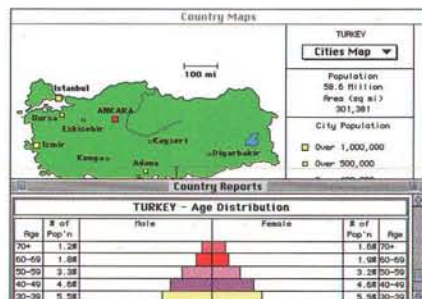 Country Maps
TURKEY
Cities Map
Population
58.6 Million
Area (sq mi)
301,381
City Population
Over 1,000,000
Over 500,000
100 mi
Istanbul
ANKARA
Bursa
Eskisehir
Izmir
Kayseri
Konya
Adana
Diyarbakir
Country Reports
TURKEY - Age Distribution
Age
# of Pop'n
Male
Female
# of Pop'n
Age
70+ 1.2% 1.6% 70+
60-69 1.8% 1.9% 60-69
50-59 3.3% 3.2% 50-59
40-49 4.6% 4.6% 40-49
30-39 5.5% 5.5% 30-39